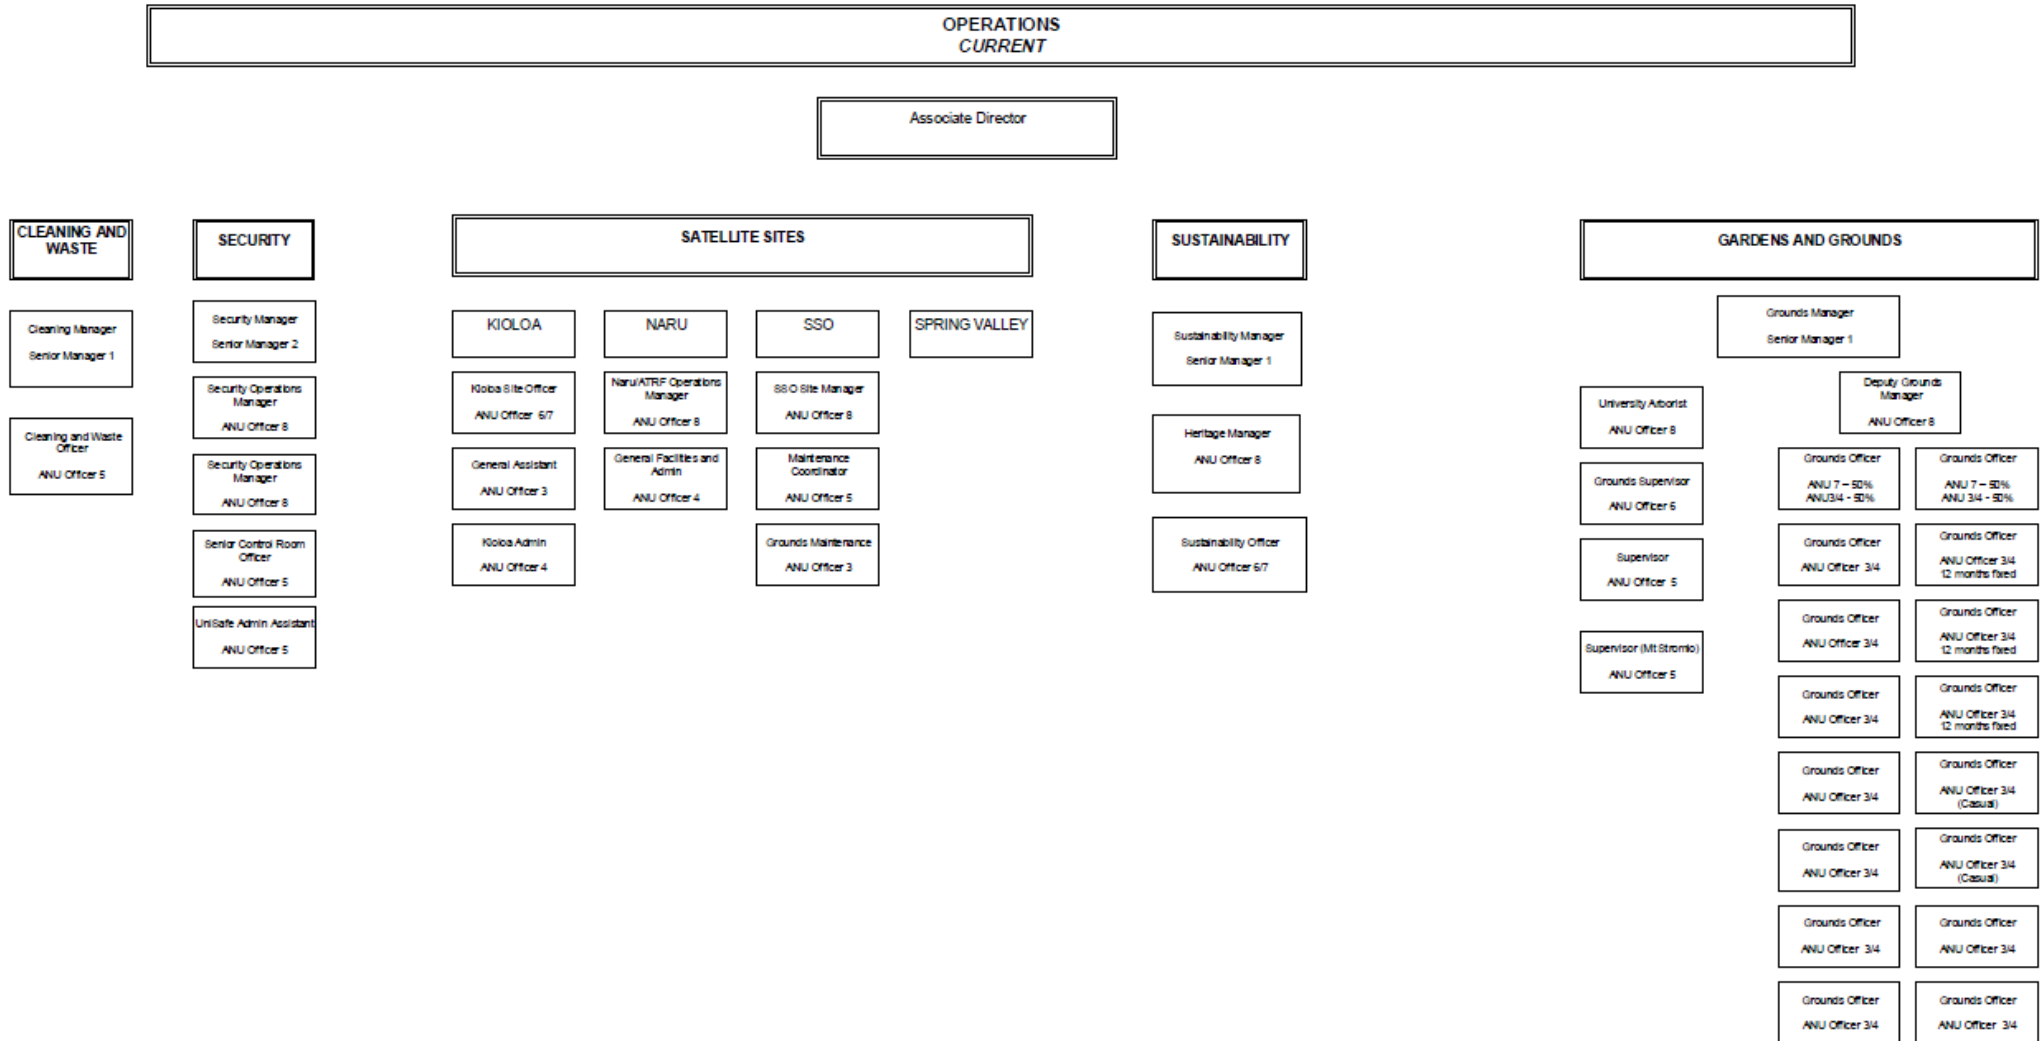 OPERATIONS
CURRENT
Associate Director
CLEANING AND
WASTE
Cleaning Manager
Senior Manager 1
Cleaning and Waste
Officer
ANU Officer 5
SECURITY
Security Manager
Senior Manager 2
Security Operations
Manager
ANU Officer 8
Security Operations
Manager
ANU Officer 8
Senior Control Room
Officer
ANU Officer 5
UniSafe Admin Assistant
ANU Officer 5
SATELLITE SITES
KIOLOA
Kioloa Site Officer
ANU Officer 6/7
General Assistant
ANU Officer 3
Kioloa Admin
ANU Officer 4
NARU
Naru/ATRF Operations
Manager
ANU Officer 8
General Facilities and
Admin
ANU Officer 4
SSO
SSO Site Manager
ANU Officer 8
Maintenance
Coordinator
ANU Officer 5
Grounds Maintenance
ANU Officer 3
SPRING VALLEY
SUSTAINABILITY
Sustainability Manager
Senior Manager 1
Heritage Manager
ANU Officer 8
Sustainability Officer
ANU Officer 6/7
GARDENS AND GROUNDS
Grounds Manager
Senior Manager 1
University Arborist
ANU Officer 8
Grounds Supervisor
ANU Officer 6
Supervisor
ANU Officer 5
Supervisor (Mt Stromlo)
ANU Officer 5
Deputy Grounds
Manager
ANU Officer 8
Grounds Officer
ANU 7 – 50%
ANU3/4 - 50%
Grounds Officer
ANU Officer 3/4
Grounds Officer
ANU Officer 3/4
Grounds Officer
ANU Officer 3/4
Grounds Officer
ANU Officer 3/4
Grounds Officer
ANU Officer 3/4
Grounds Officer
ANU Officer 3/4
Grounds Officer
ANU Officer 3/4
Grounds Officer
ANU 7 – 50%
ANU 3/4 - 50%
Grounds Officer
ANU Officer 3/4
12 months fixed
Grounds Officer
ANU Officer 3/4
12 months fixed
Grounds Officer
ANU Officer 3/4
12 months fixed
Grounds Officer
ANU Officer 3/4
(Casual)
Grounds Officer
ANU Officer 3/4
(Casual)
Grounds Officer
ANU Officer 3/4
Grounds Officer
ANU Officer 3/4